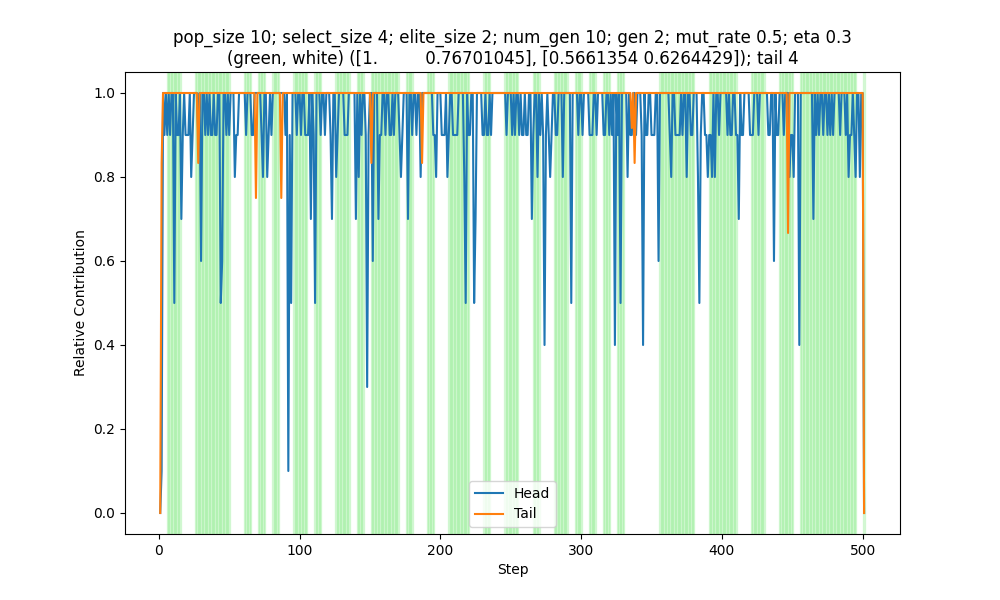 pop_size 10; select_size 4; elite_size 2; num_gen 10; gen 2; mut_rate 0.5; eta 0.3
(green, white) ([1.         0.76701045], [0.5661354 0.6264429]); tail 4
1.0
0.8
0.6
0.4
0.2
0.0
Relative Contribution
Head
Tail
0 100 200 300 400 500
Step